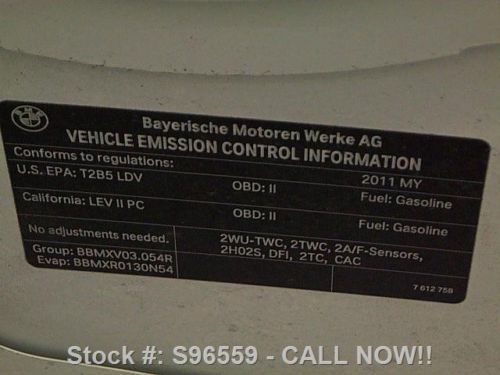 BMW
Bayerische Motoren Werke AG
VEHICLE EMISSION CONTROL INFORMATION
Conforms to regulations: 2011 MY
U.S. EPA: T2B5 LDV OBD: II Fuel: Gasoline
California: LEV II PC OBD: II Fuel: Gasoline
No adjustments needed. 2WU-TWC, 2TWC, 2A/F-Sensors,
Group: BBMXV03.054R 2HO2S, DFI, 2TC, CAC
Evap: BBMXR0130N54
7 612 758
Stock #: S96559 - CALL NOW!!